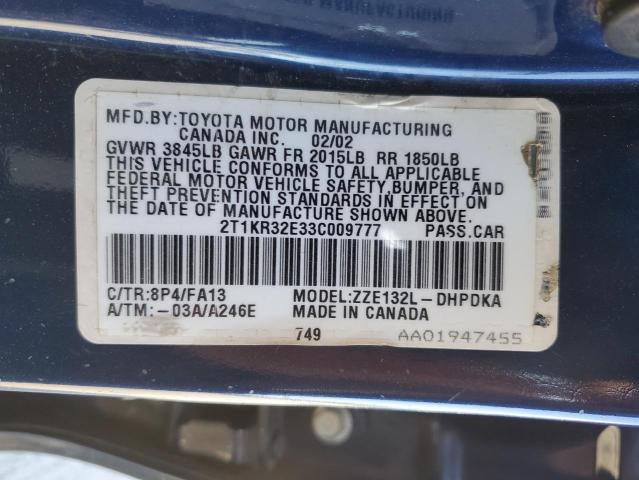 MFD.BY:TOYOTA MOTOR MANUFACTURING
CANADA INC. 02/02
GVWR 3845LB GAWR FR 2015LB RR 1850LB
THIS VEHICLE CONFORMS TO ALL APPLICABLE
FEDERAL MOTOR VEHICLE SAFETY,BUMPER, AND
THEFT PREVENTION STANDARDS IN EFFECT ON
THE DATE OF MANUFACTURE SHOWN ABOVE.
2T1KR32E33C009777 PASS.CAR
C/TR:8P4/FA13 MODEL:ZZE132L-DHPDKA
A/TM:-03A/A246E MADE IN CANADA
749 AA01947455